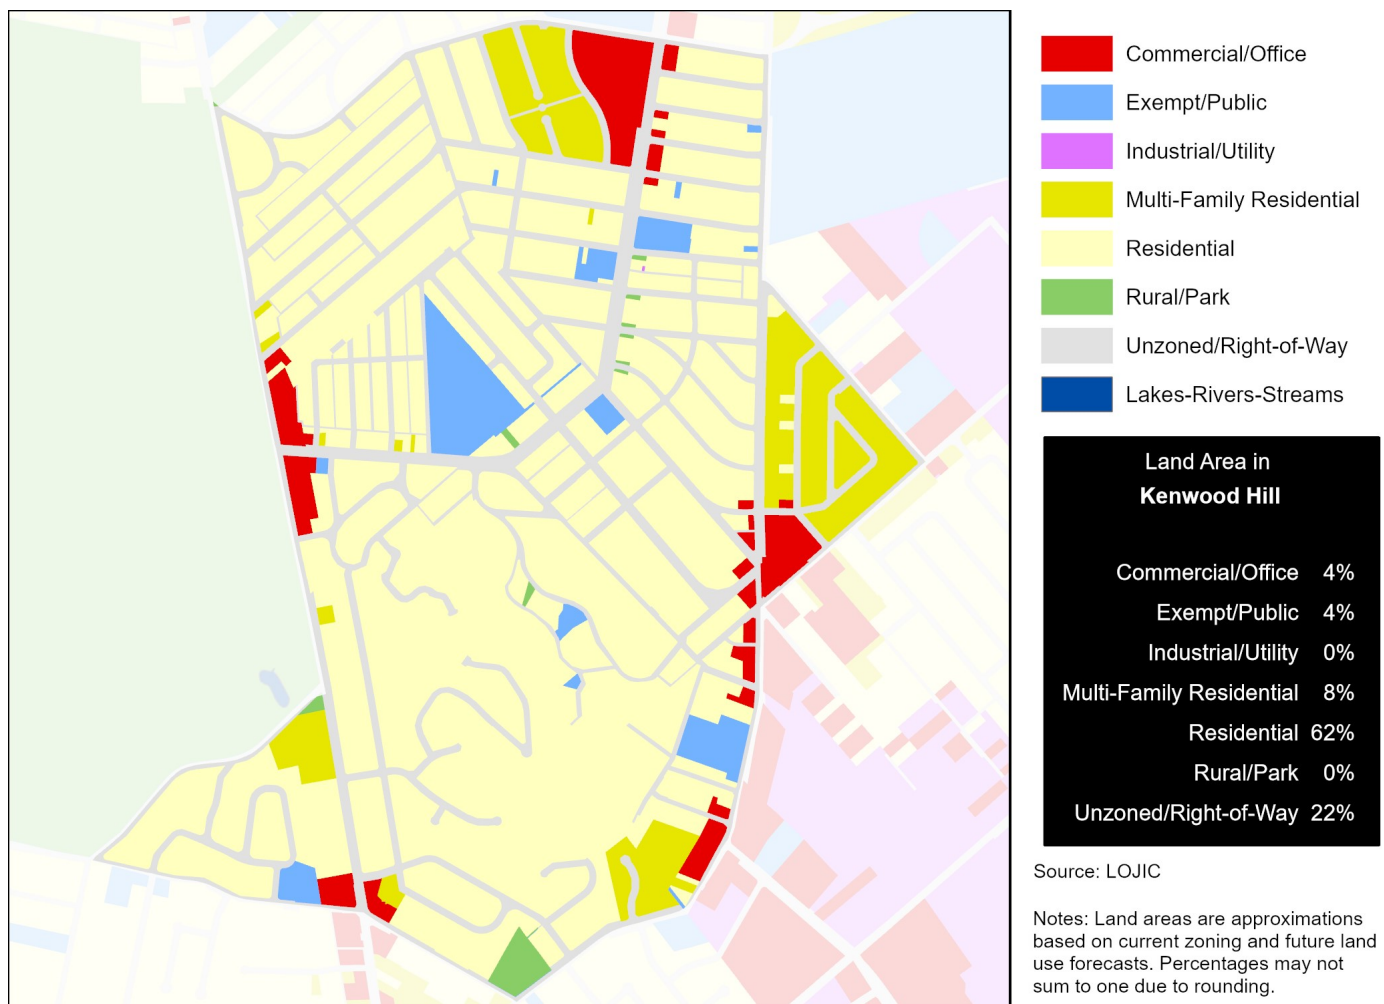 Commercial/Office
Exempt/Public
Industrial/Utility
Multi-Family Residential
Residential
Rural/Park
Unzoned/Right-of-Way
Lakes-Rivers-Streams
Land Area in
Kenwood Hill
Commercial/Office 4%
Exempt/Public 4%
Industrial/Utility 0%
Multi-Family Residential 8%
Residential 62%
Rural/Park 0%
Unzoned/Right-of-Way 22%
Source: LOJIC
Notes: Land areas are approximations
based on current zoning and future land
use forecasts. Percentages may not
sum to one due to rounding.